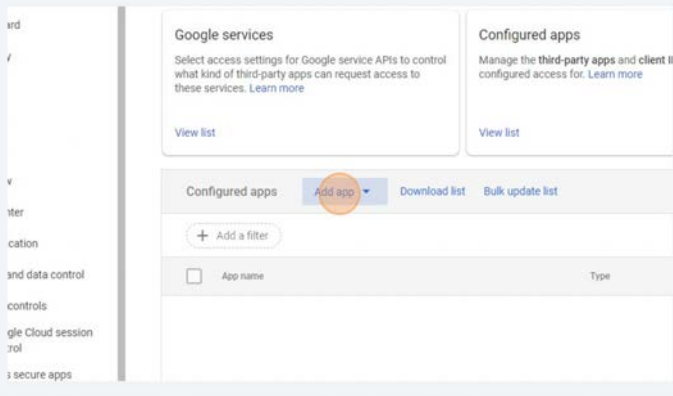 Google services
Select access settings for Google service APIs to control
what kind of third-party apps can request access to
these services. Learn more
View list
Configured apps
Manage the third-party apps and client I
configured access for. Learn more
View list
Configured apps Add app Download list Bulk update list
+ Add a filter
App name Type
ard
y
w
nter
cation
and data control
controls
gle Cloud session
trol
s secure apps